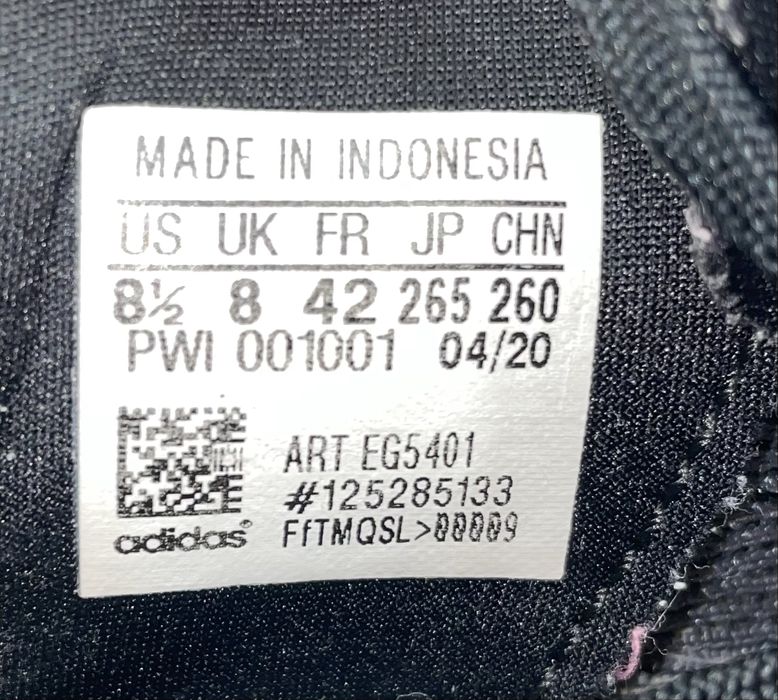 MADE IN INDONESIA
US UK FR JP CHN
8½ 8 42 265 260
PWI 001001 04/20
ART EG5401
#125285133
adidas® FfTMQSL>00009